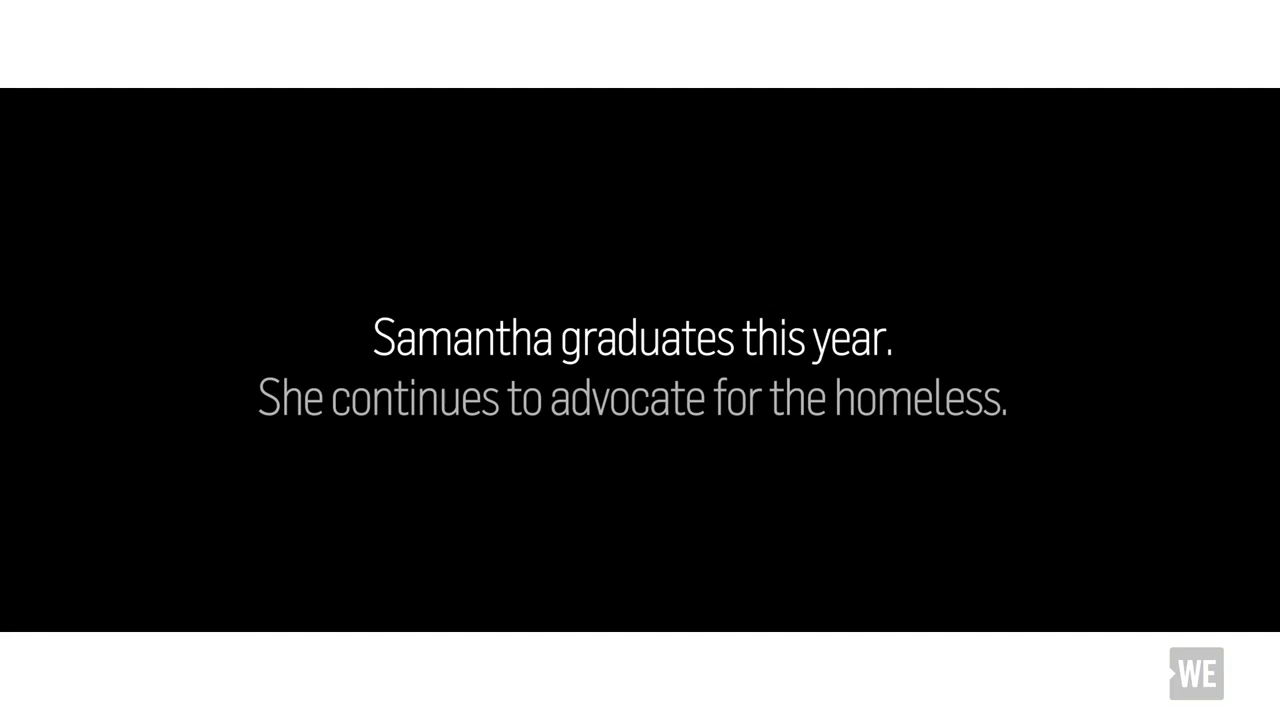 Samantha graduates this year.
She continues to advocate for the homeless.
WE